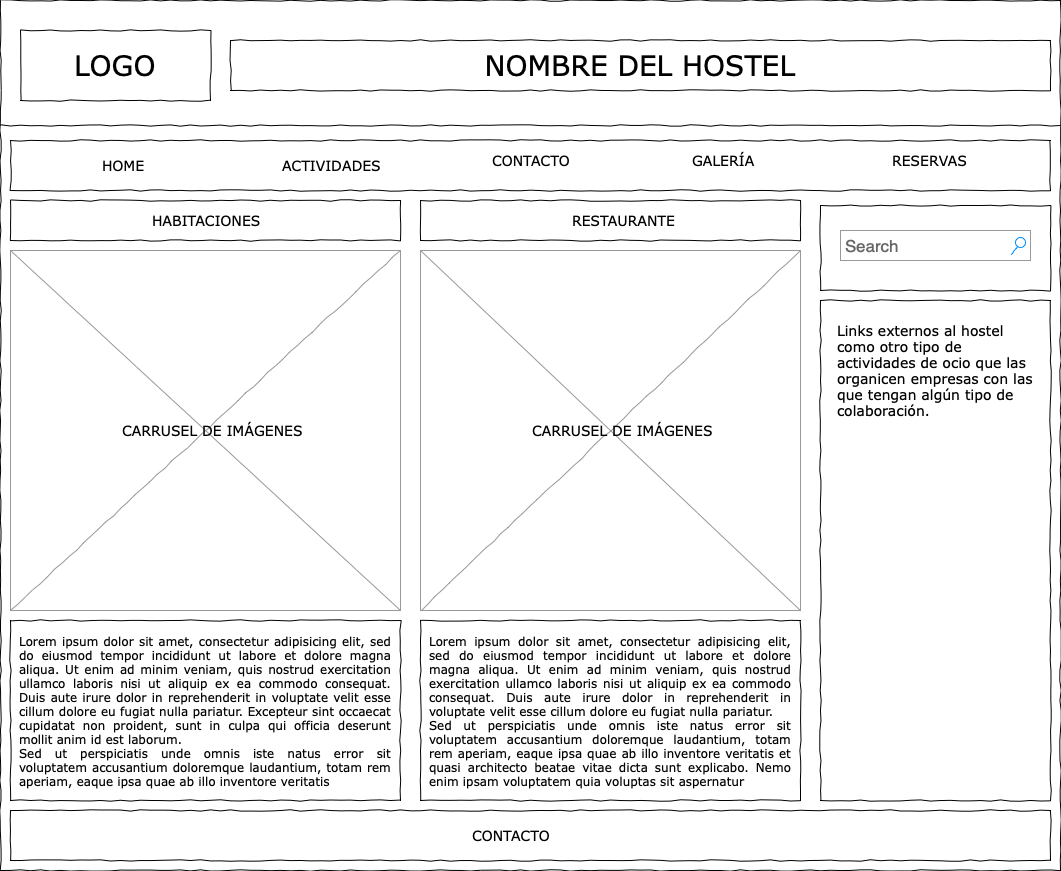 LOGO
NOMBRE DEL HOSTEL
HOME
ACTIVIDADES
CONTACTO
GALERÍA
RESERVAS
HABITACIONES
RESTAURANTE
Search
CARRUSEL DE IMÁGENES
CARRUSEL DE IMÁGENES
Links externos al hostel
como otro tipo de
actividades de ocio que las
organicen empresas con las
que tengan algún tipo de
colaboración.
Lorem ipsum dolor sit amet, consectetur adipisicing elit, sed
do eiusmod tempor incididunt ut labore et dolore magna
aliqua. Ut enim ad minim veniam, quis nostrud exercitation
ullamco laboris nisi ut aliquip ex ea commodo consequat.
Duis aute irure dolor in reprehenderit in voluptate velit esse
cillum dolore eu fugiat nulla pariatur. Excepteur sint occaecat
cupidatat non proident, sunt in culpa qui officia deserunt
mollit anim id est laborum.
Sed ut perspiciatis unde omnis iste natus error sit
voluptatem accusantium doloremque laudantium, totam rem
aperiam, eaque ipsa quae ab illo inventore veritatis
Lorem ipsum dolor sit amet, consectetur adipisicing elit,
sed do eiusmod tempor incididunt ut labore et dolore
magna aliqua. Ut enim ad minim veniam, quis nostrud
exercitation ullamco laboris nisi ut aliquip ex ea commodo
consequat. Duis aute irure dolor in reprehenderit in
voluptate velit esse cillum dolore eu fugiat nulla pariatur.
Sed ut perspiciatis unde omnis iste natus error sit
voluptatem accusantium doloremque laudantium, totam
rem aperiam, eaque ipsa quae ab illo inventore veritatis et
quasi architecto beatae vitae dicta sunt explicabo. Nemo
enim ipsam voluptatem quia voluptas sit aspernatur
CONTACTO